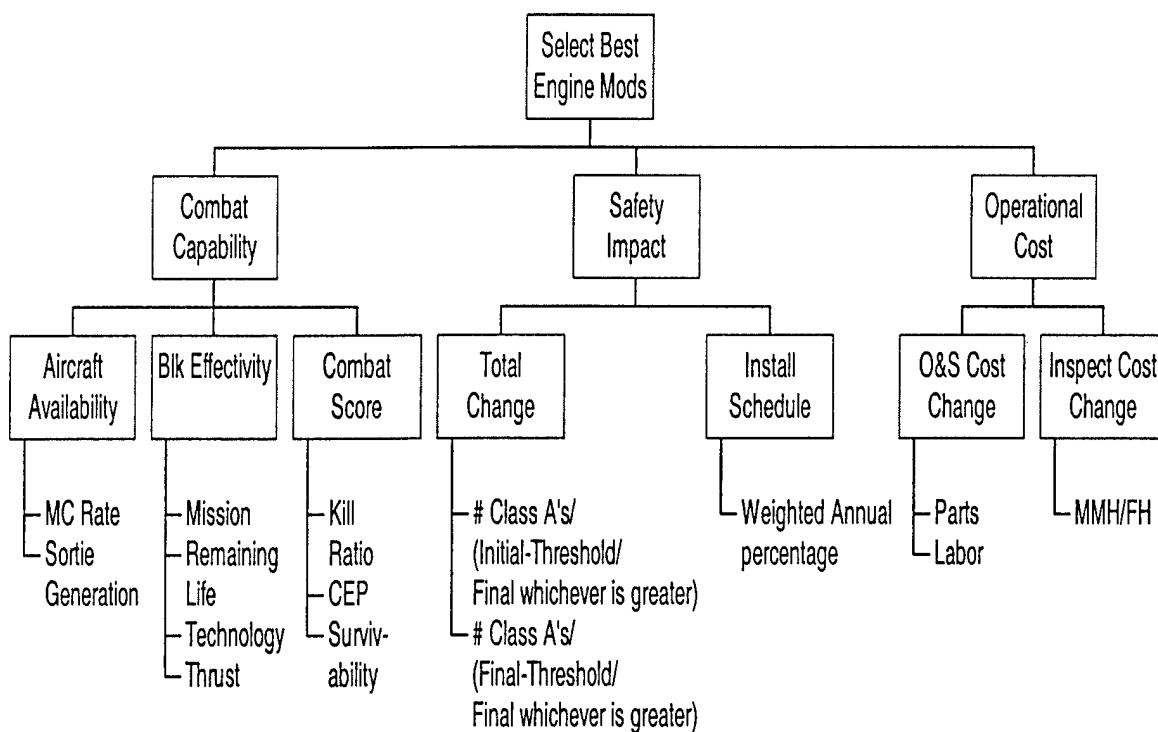 Select Best
Engine Mods
Combat
Capability
Safety
Impact
Operational
Cost
Aircraft
Availability
Blk Effectivity
Combat
Score
Total
Change
Install
Schedule
O&S Cost
Change
Inspect Cost
Change
MC Rate
Sortie
Generation
Mission
Remaining
Life
Technology
Thrust
Kill
Ratio
CEP
Surviv-
ability
# Class A's/
(Initial-Threshold/
Final whichever is greater)
# Class A's/
(Final-Threshold/
Final whichever is greater)
Weighted Annual
percentage
Parts
Labor
MMH/FH